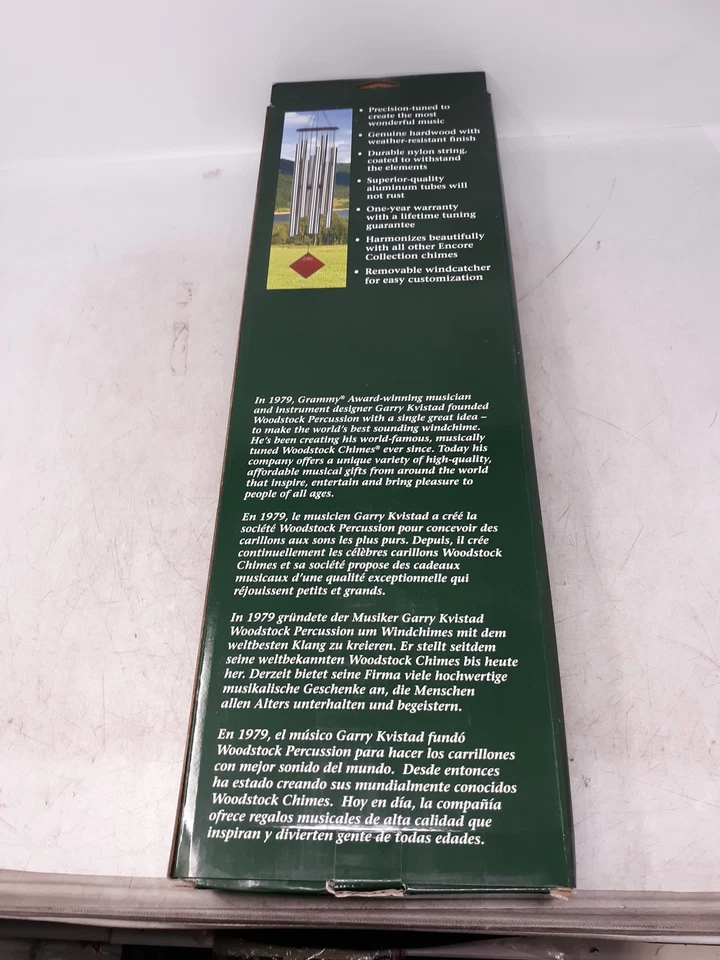 • Precision-tuned to
create the most
wonderful music
• Genuine hardwood with
weather-resistant finish
• Durable nylon string,
coated to withstand
the elements
• Superior-quality
aluminum tubes will
not rust
• One-year warranty
with a lifetime tuning
guarantee
• Harmonizes beautifully
with all other Encore
Collection chimes
• Removable windcatcher
for easy customization
In 1979, Grammy® Award-winning musician
and instrument designer Garry Kvistad founded
Woodstock Percussion with a single great idea –
to make the world's best sounding windchime.
He's been creating his world-famous, musically
tuned Woodstock Chimes® ever since. Today his
company offers a unique variety of high-quality,
affordable musical gifts from around the world
that inspire, entertain and bring pleasure to
people of all ages.
En 1979, le musicien Garry Kvistad a créé la
société Woodstock Percussion pour concevoir des
carillons aux sons les plus purs. Depuis, il crée
continuellement les célèbres carillons Woodstock
Chimes et sa société propose des cadeaux
musicaux d'une qualité exceptionnelle qui
réjouissent petits et grands.
In 1979 gründete der Musiker Garry Kvistad
Woodstock Percussion um Windchimes mit dem
weltbesten Klang zu kreieren. Er stellt seitdem
seine weltbekannten Woodstock Chimes bis heute
her. Derzeit bietet seine Firma viele hochwertige
musikalische Geschenke an, die Menschen
allen Alters unterhalten und begeistern.
En 1979, el músico Garry Kvistad fundó
Woodstock Percussion para hacer los carrillones
con mejor sonido del mundo. Desde entonces
ha estado creando sus mundialmente conocidos
Woodstock Chimes. Hoy en día, la compañía
ofrece regalos musicales de alta calidad que
inspiran y divierten gente de todas edades.